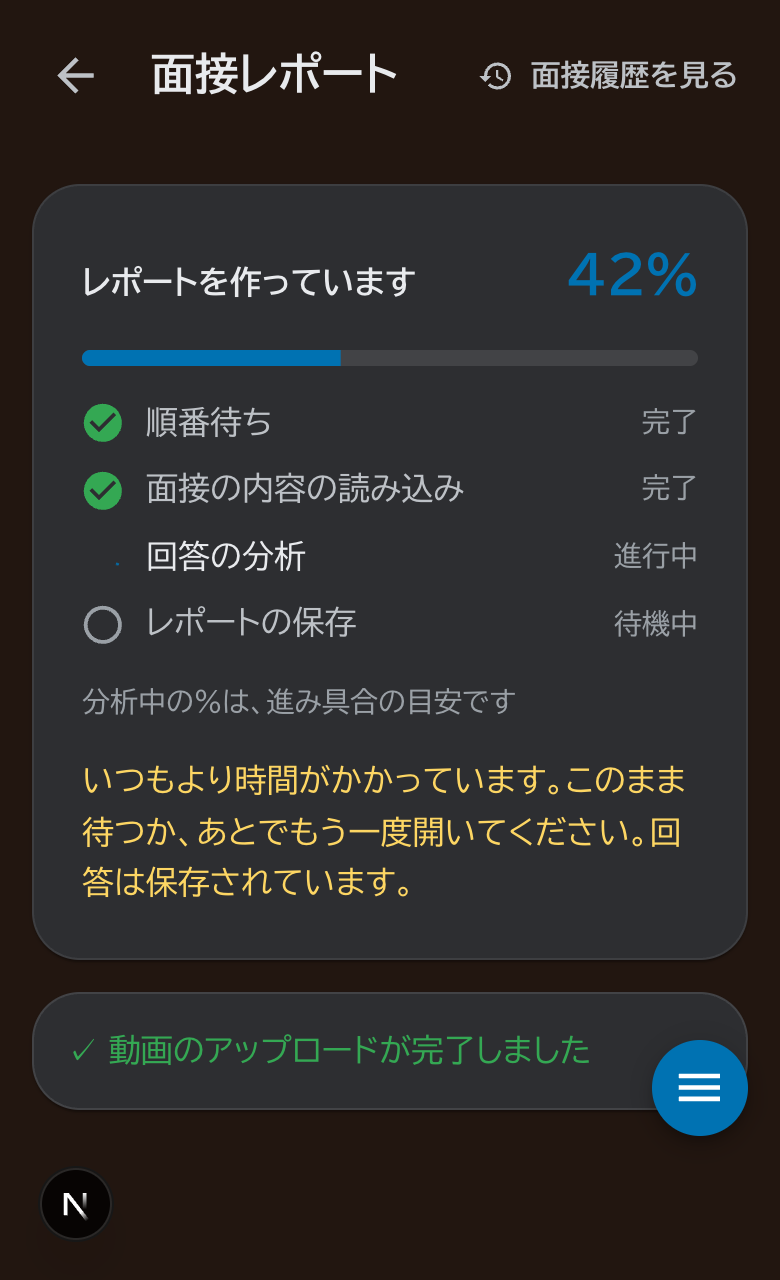 面接レポート
面接履歴を見る
レポートを作っています
42%
順番待ち
完了
面接の内容の読み込み
完了
回答の分析
進行中
レポートの保存
待機中
分析中の%は、進み具合の目安です
いつもより時間がかかっています。このまま
待つか、あとでもう一度開いてください。回
答は保存されています。
✓ 動画のアップロードが完了しました
N